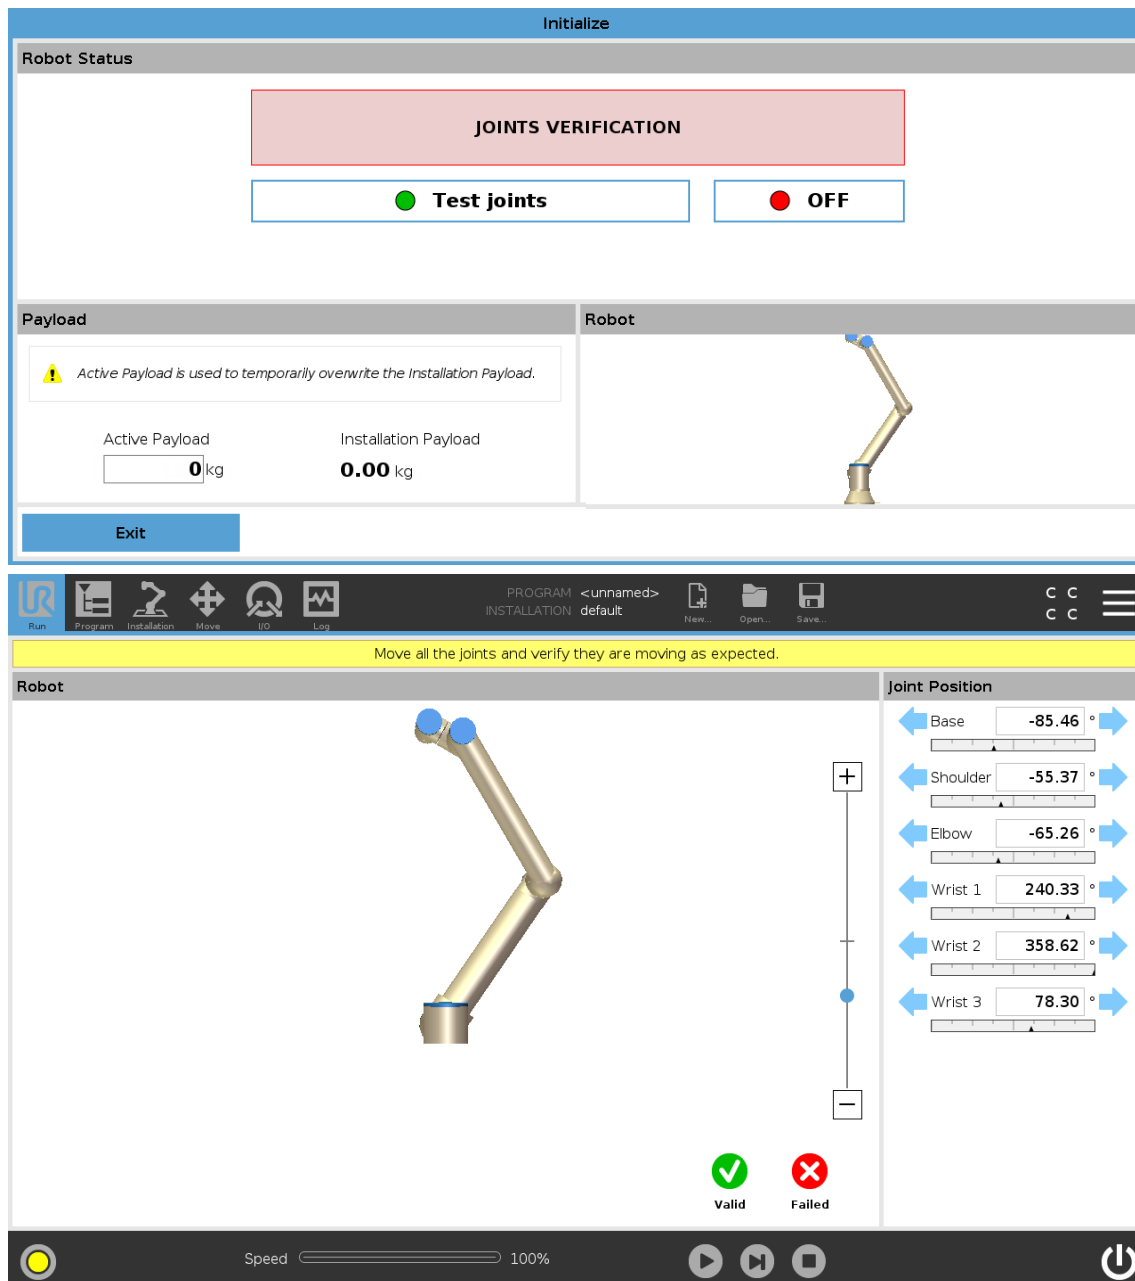 Initialize
Robot Status
JOINTS VERIFICATION
Test joints
OFF
Payload
Robot
Active Payload is used to temporarily overwrite the Installation Payload.
Active Payload
Installation Payload
0 kg
0.00 kg
Exit
UR
PROGRAM <unnamed>
INSTALLATION default
C C
C C
Run Program Installation Move I/O Log New... Open... Save...
Move all the joints and verify they are moving as expected.
Robot
Joint Position
Base -85.46 °
Shoulder -55.37 °
Elbow -65.26 °
Wrist 1 240.33 °
Wrist 2 358.62 °
Wrist 3 78.30 °
Valid
Failed
Speed 100%